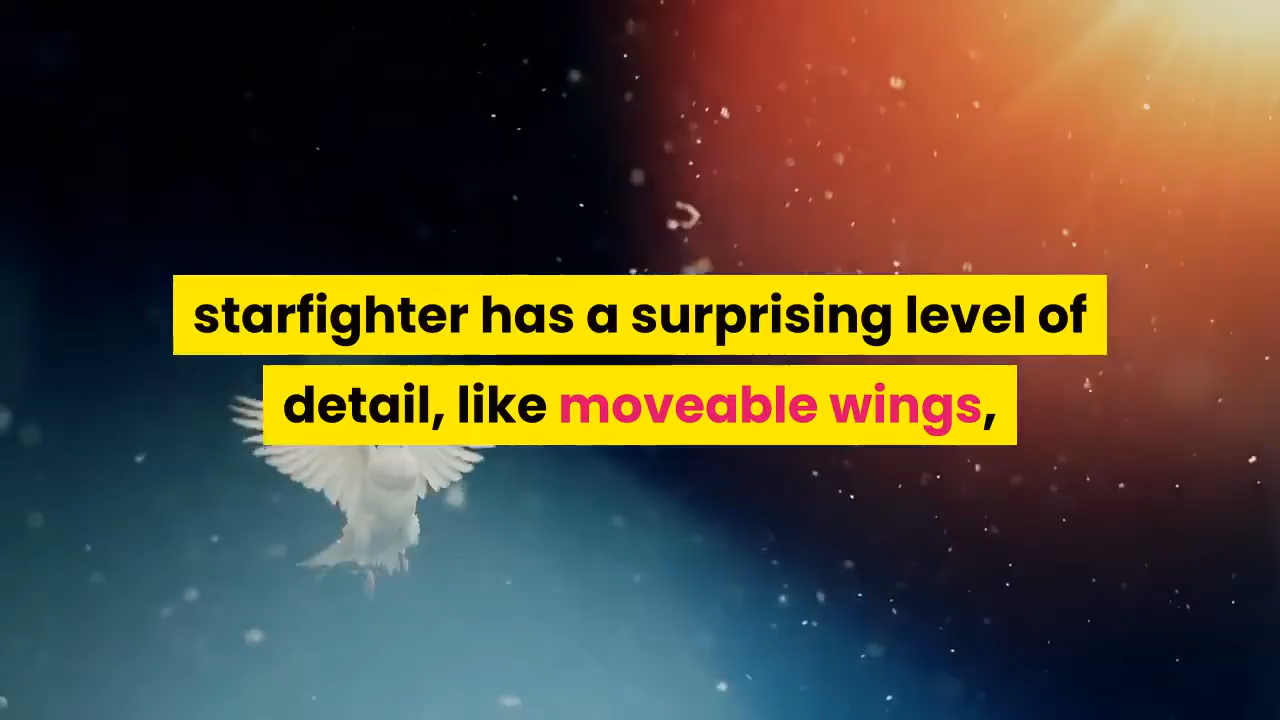 starfighter has a surprising level of
detail, like moveable wings,